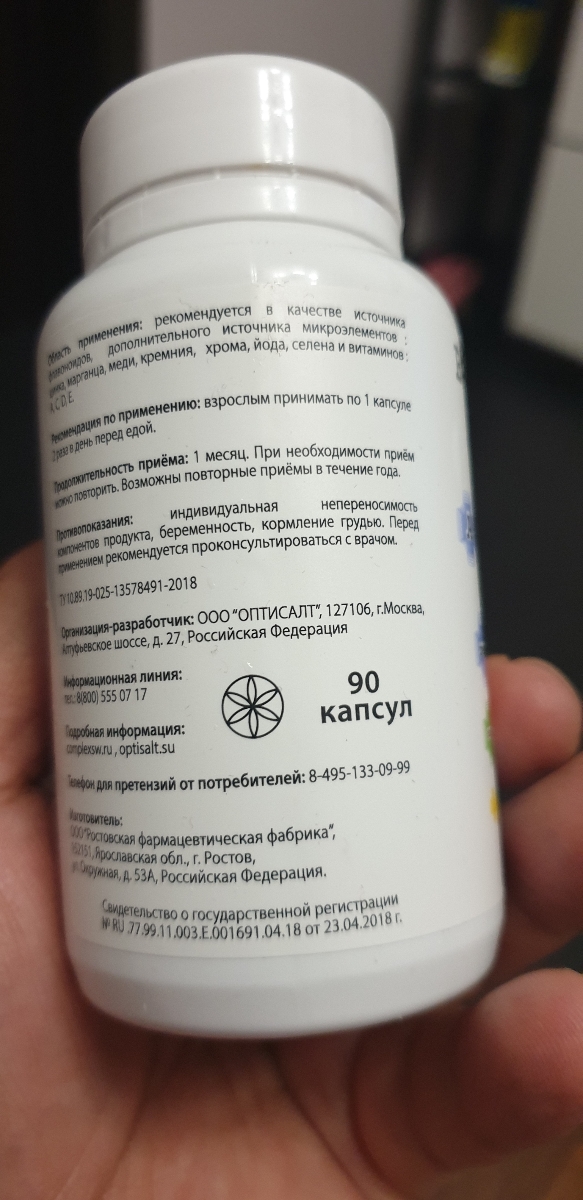 Область применения: рекомендуется в качестве источника
флавоноидов, дополнительного источника микроэлементов :
цинка, марганца, меди, кремния, хрома, йода, селена и витаминов :
A, C, D, E.
Рекомендация по применению: взрослым принимать по 1 капсуле
2 раза в день перед едой.
Продолжительность приёма: 1 месяц. При необходимости приём
можно повторить. Возможны повторные приёмы в течение года.
Противопоказания: индивидуальная непереносимость
компонентов продукта, беременность, кормление грудью. Перед
применением рекомендуется проконсультироваться с врачом.
ТУ 10.89.19-025-13578491-2018
Организация-разработчик: ООО "ОПТИСАЛТ", 127106, г.Москва,
Алтуфьевское шоссе, д. 27, Российская Федерация
Информационная линия:
тел.: 8(800) 555 07 17
Подробная информация:
complexsw.ru , optisalt.su
90
капсул
Телефон для претензий от потребителей: 8-495-133-09-99
Изготовитель:
ООО "Ростовская фармацевтическая фабрика",
152151, Ярославская обл., г. Ростов,
ул. Окружная, д. 53А, Российская Федерация.
Свидетельство о государственной регистрации
№ RU .77.99.11.003.E.001691.04.18 от 23.04.2018 г.